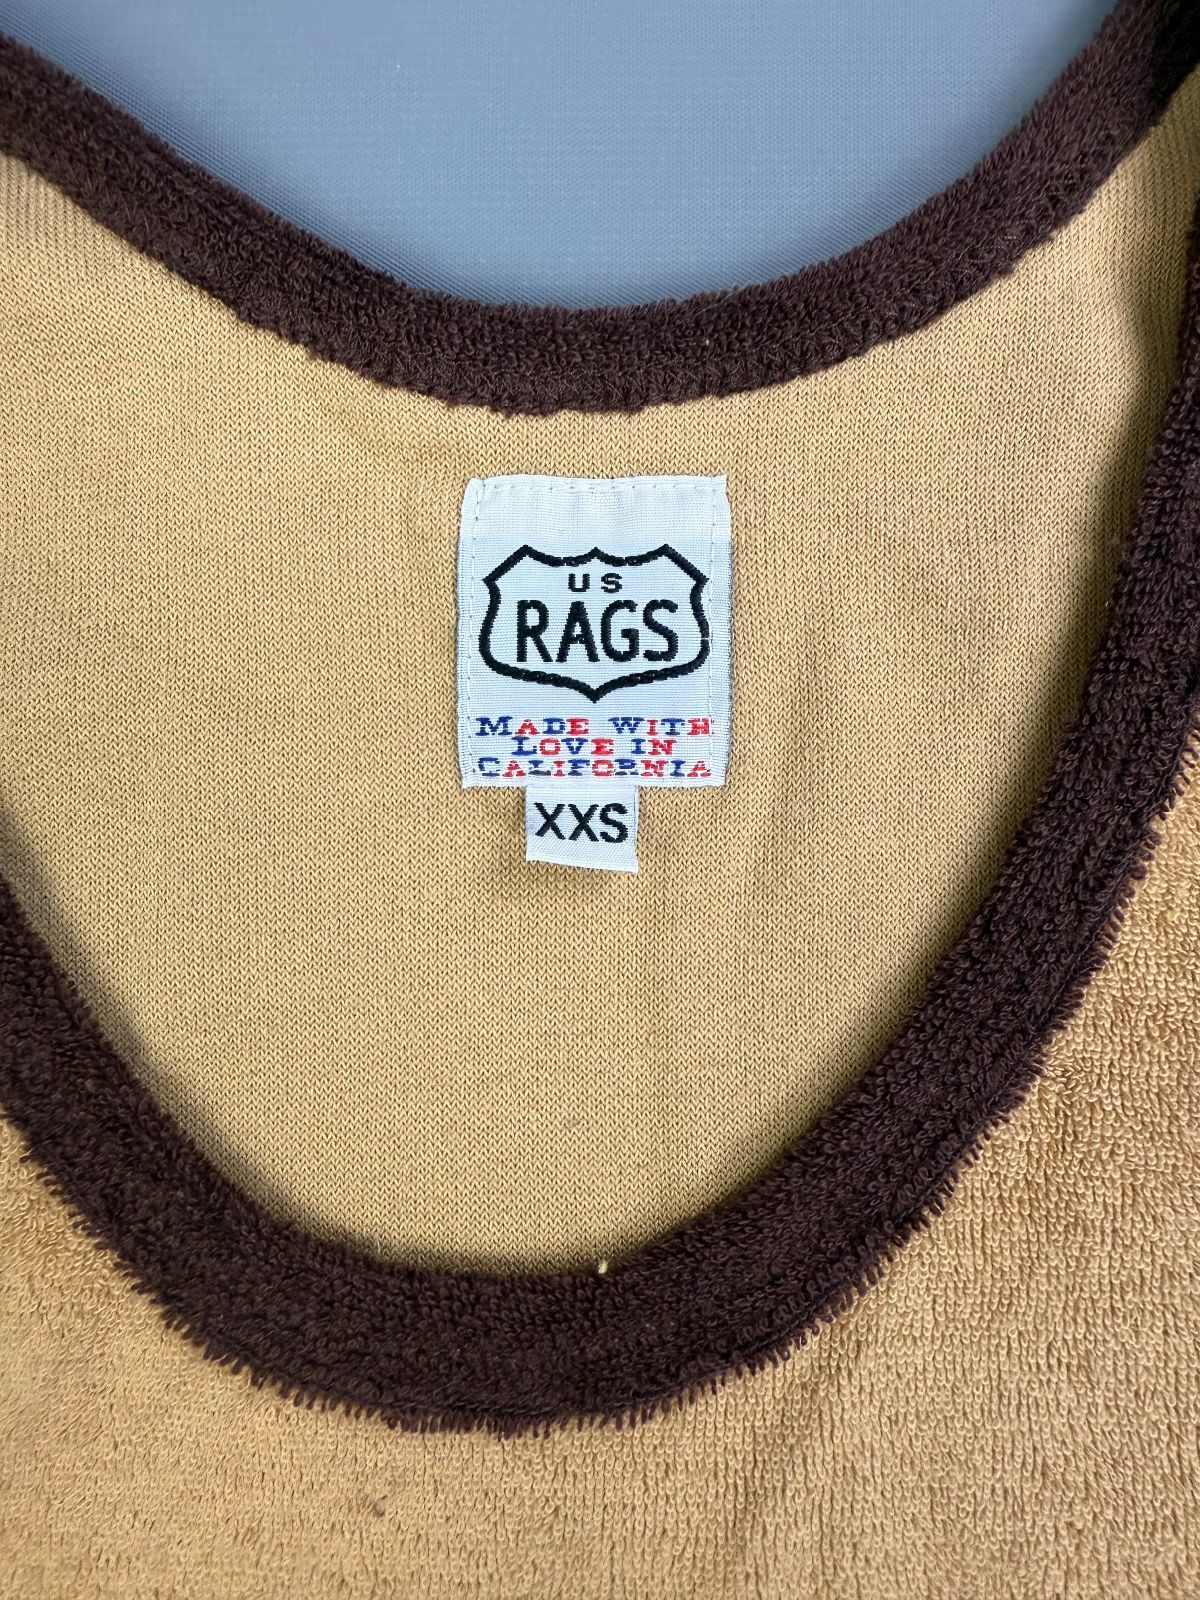 US
RAGS
MADE WITH
LOVE IN
CALIFORNIA
XXS